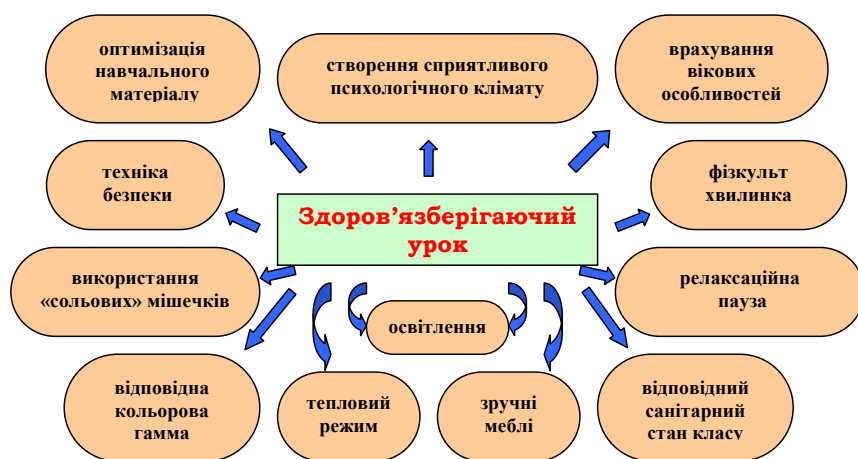 оптимізація
навчального
матеріалу
створення сприятливого
психологічного клімату
врахування
вікових
особливостей
техніка
безпеки
Здоров’язберігаючий
урок
фізкульт
хвилинка
використання
«сольових» мішечків
релаксаційна
пауза
освітлення
відповідна
кольорова
гамма
тепловий
режим
зручні
меблі
відповідний
санітарний
стан класу